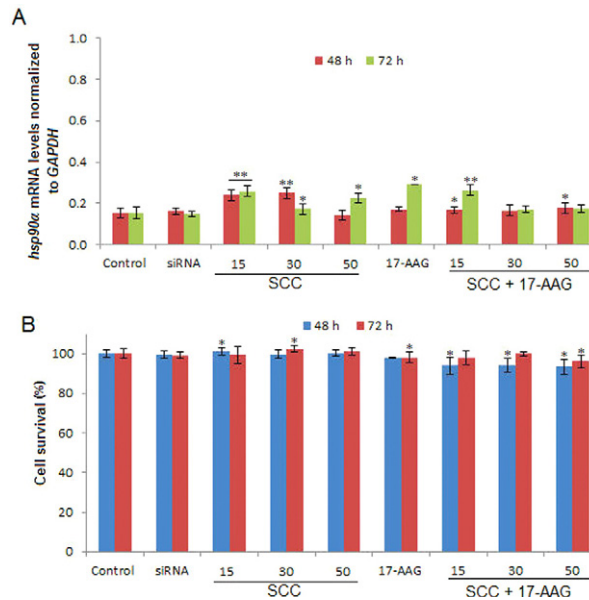 A
hsp90α mRNA levels normalized
to GAPDH
48 h 72 h
1.0
0.8
0.6
0.4
0.2
0.0
** ** * * * * ** *
Control siRNA 15 30 50 17-AAG 15 30 50
SCC SCC + 17-AAG
B
Cell survival (%)
48 h 72 h
100
80
60
40
20
0
* * * * * * *
Control siRNA 15 30 50 17-AAG 15 30 50
SCC SCC + 17-AAG